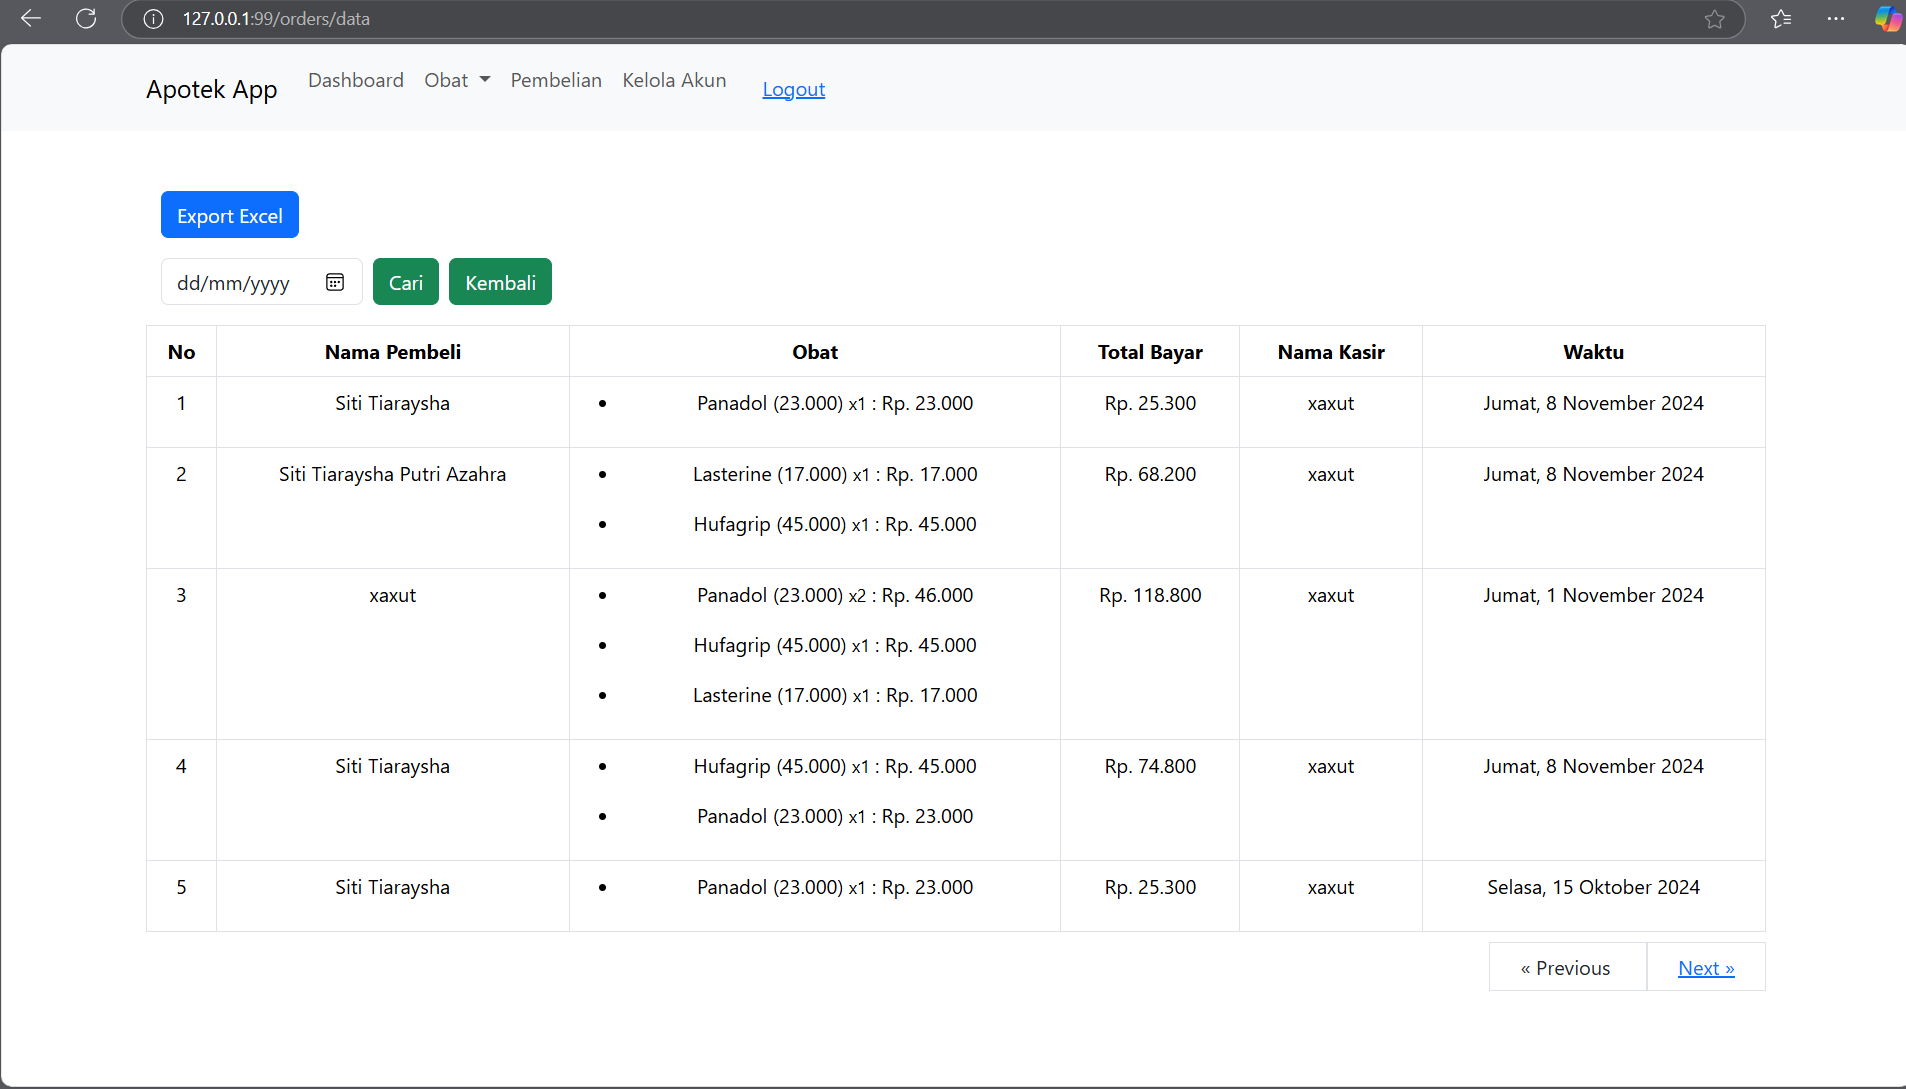 127.0.0.1:99/orders/data
Apotek App Dashboard Obat Pembelian Kelola Akun Logout
Export Excel
dd/mm/yyyy Cari Kembali
No Nama Pembeli Obat Total Bayar Nama Kasir Waktu
1 Siti Tiaraysha • Panadol (23.000) x1 : Rp. 23.000 Rp. 25.300 xaxut Jumat, 8 November 2024
2 Siti Tiaraysha Putri Azahra • Lasterine (17.000) x1 : Rp. 17.000 Rp. 68.200 xaxut Jumat, 8 November 2024
• Hufagrip (45.000) x1 : Rp. 45.000
3 xaxut • Panadol (23.000) x2 : Rp. 46.000 Rp. 118.800 xaxut Jumat, 1 November 2024
• Hufagrip (45.000) x1 : Rp. 45.000
• Lasterine (17.000) x1 : Rp. 17.000
4 Siti Tiaraysha • Hufagrip (45.000) x1 : Rp. 45.000 Rp. 74.800 xaxut Jumat, 8 November 2024
• Panadol (23.000) x1 : Rp. 23.000
5 Siti Tiaraysha • Panadol (23.000) x1 : Rp. 23.000 Rp. 25.300 xaxut Selasa, 15 Oktober 2024
« Previous Next »